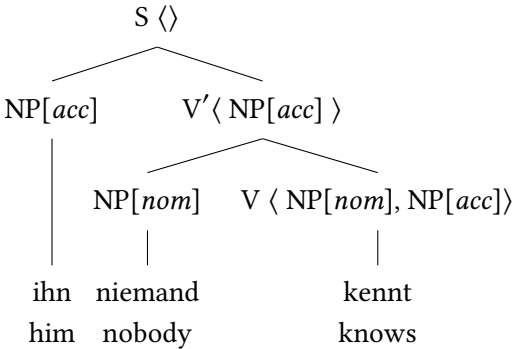 S ⟨⟩
NP[acc] V′⟨ NP[acc] ⟩
NP[nom] V ⟨ NP[nom], NP[acc]⟩
ihn niemand kennt
him nobody knows